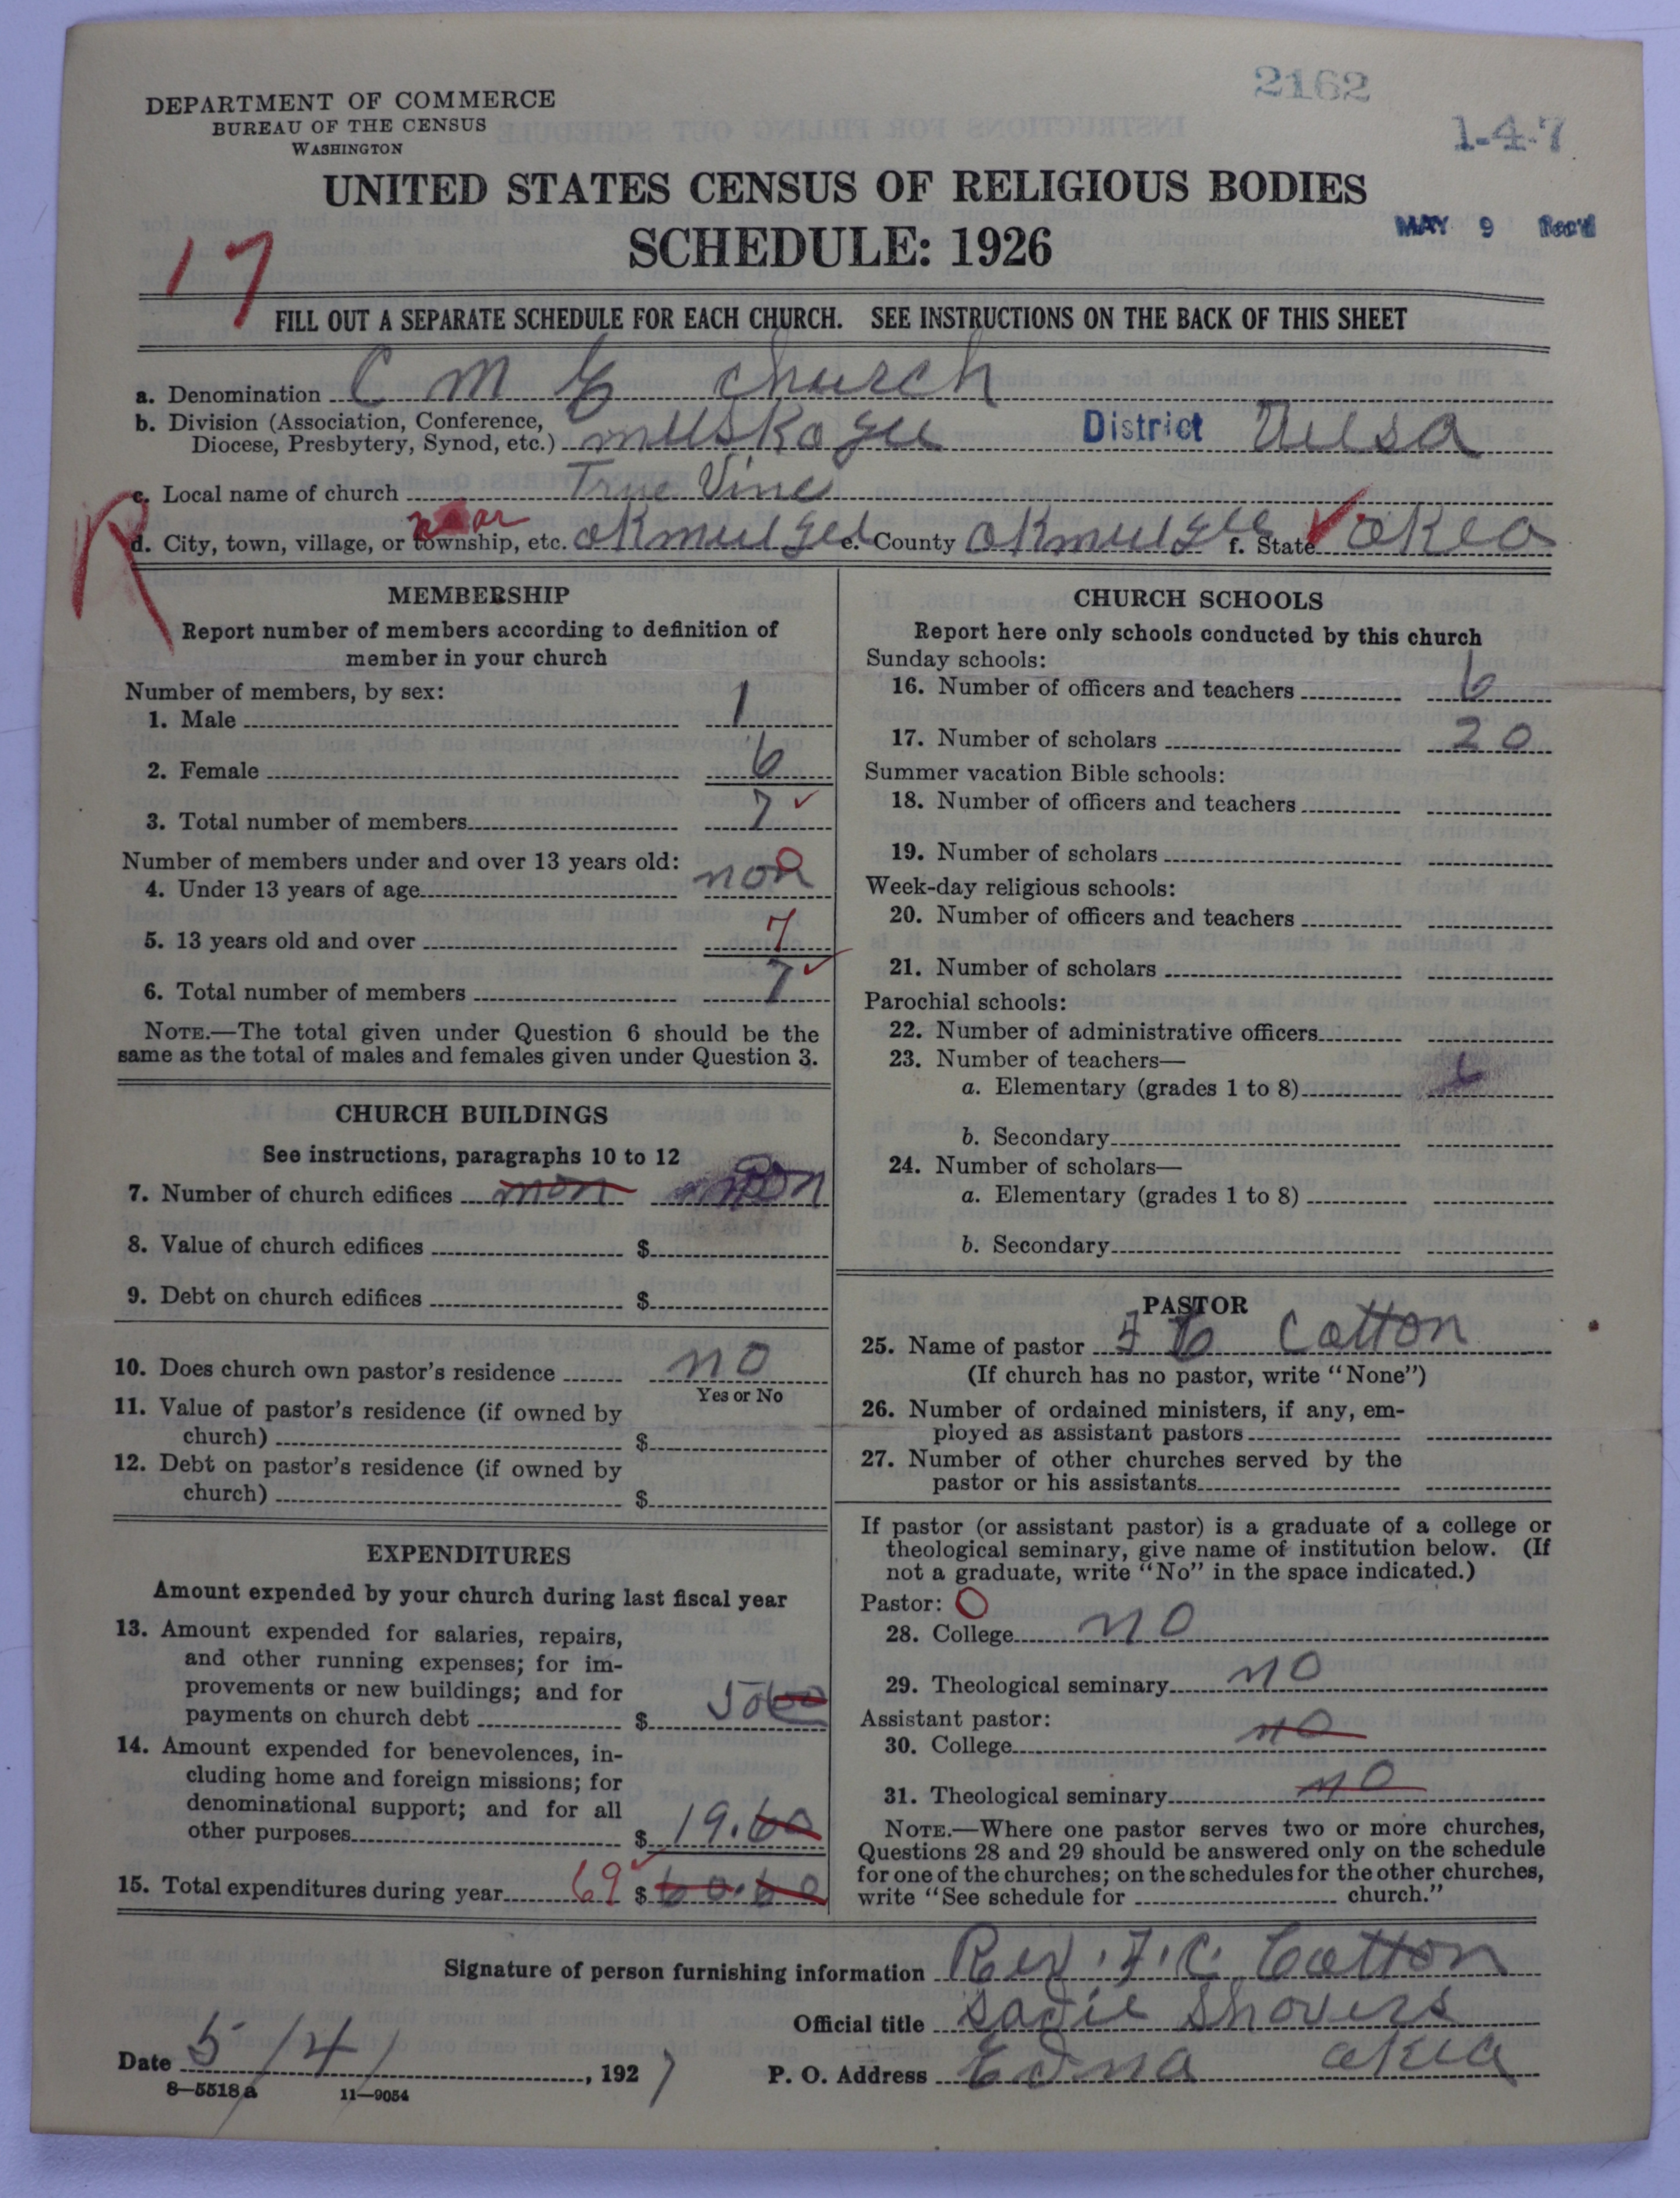 2162
DEPARTMENT OF COMMERCE
BUREAU OF THE CENSUS
WASHINGTON
1-4-7
UNITED STATES CENSUS OF RELIGIOUS BODIES
SCHEDULE: 1926
MAY 9 Rec'd
17
FILL OUT A SEPARATE SCHEDULE FOR EACH CHURCH. SEE INSTRUCTIONS ON THE BACK OF THIS SHEET
a. Denomination C M E church
b. Division (Association, Conference, Diocese, Presbytery, Synod, etc.) muskogee District Tulsa
c. Local name of church True Vine
R
near
d. City, town, village, or township, etc. okmulgee e. County okmulgee f. State okla
MEMBERSHIP
Report number of members according to definition of
member in your church
Number of members, by sex:
1. Male 1
2. Female 6
3. Total number of members 7
Number of members under and over 13 years old:
4. Under 13 years of age non
5. 13 years old and over 7
6. Total number of members 7
NOTE.—The total given under Question 6 should be the
same as the total of males and females given under Question 3.
CHURCH BUILDINGS
See instructions, paragraphs 10 to 12
7. Number of church edifices non non
8. Value of church edifices $
9. Debt on church edifices $
10. Does church own pastor's residence no
Yes or No
11. Value of pastor's residence (if owned by
church) $
12. Debt on pastor's residence (if owned by
church) $
EXPENDITURES
Amount expended by your church during last fiscal year
13. Amount expended for salaries, repairs,
and other running expenses; for im-
provements or new buildings; and for
payments on church debt $ 50
14. Amount expended for benevolences, in-
cluding home and foreign missions; for
denominational support; and for all
other purposes $ 19.60
15. Total expenditures during year 69 $ 60.60
CHURCH SCHOOLS
Report here only schools conducted by this church
Sunday schools:
16. Number of officers and teachers 6
17. Number of scholars 20
Summer vacation Bible schools:
18. Number of officers and teachers
19. Number of scholars
Week-day religious schools:
20. Number of officers and teachers
21. Number of scholars
Parochial schools:
22. Number of administrative officers
23. Number of teachers—
a. Elementary (grades 1 to 8)
b. Secondary
24. Number of scholars—
a. Elementary (grades 1 to 8)
b. Secondary
PASTOR
25. Name of pastor F C Cotton
(If church has no pastor, write "None")
26. Number of ordained ministers, if any, em-
ployed as assistant pastors
27. Number of other churches served by the
pastor or his assistants
If pastor (or assistant pastor) is a graduate of a college or
theological seminary, give name of institution below. (If
not a graduate, write "No" in the space indicated.)
Pastor: O
28. College no
29. Theological seminary no
Assistant pastor:
30. College no
31. Theological seminary no
NOTE.—Where one pastor serves two or more churches,
Questions 28 and 29 should be answered only on the schedule
for one of the churches; on the schedules for the other churches,
write "See schedule for church."
Signature of person furnishing information Rev. F. C. Cotton
Official title Sadie Shovers
Date 5/4/, 1927 P. O. Address Edna okla
8—5518a 11—9054